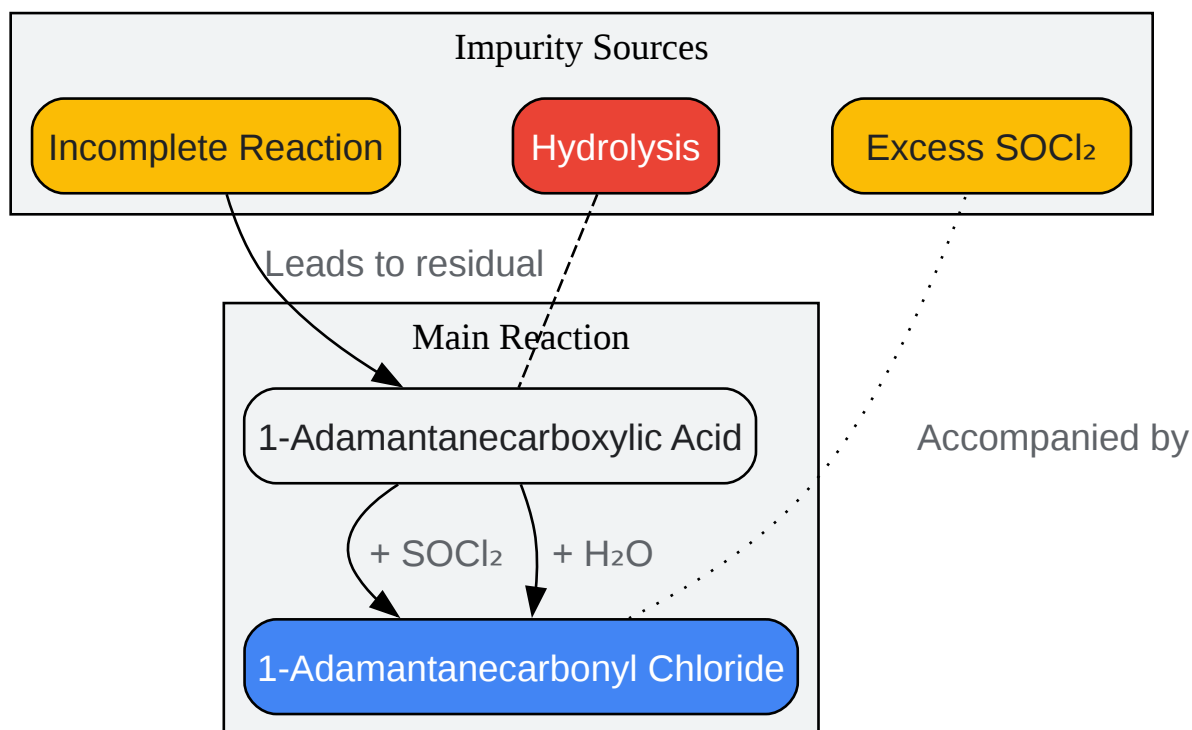 Impurity Sources
Incomplete Reaction
Hydrolysis
Excess SOCl₂
Leads to residual
Main Reaction
1-Adamantanecarboxylic Acid
Accompanied by
+ SOCl₂
+ H₂O
1-Adamantanecarbonyl Chloride